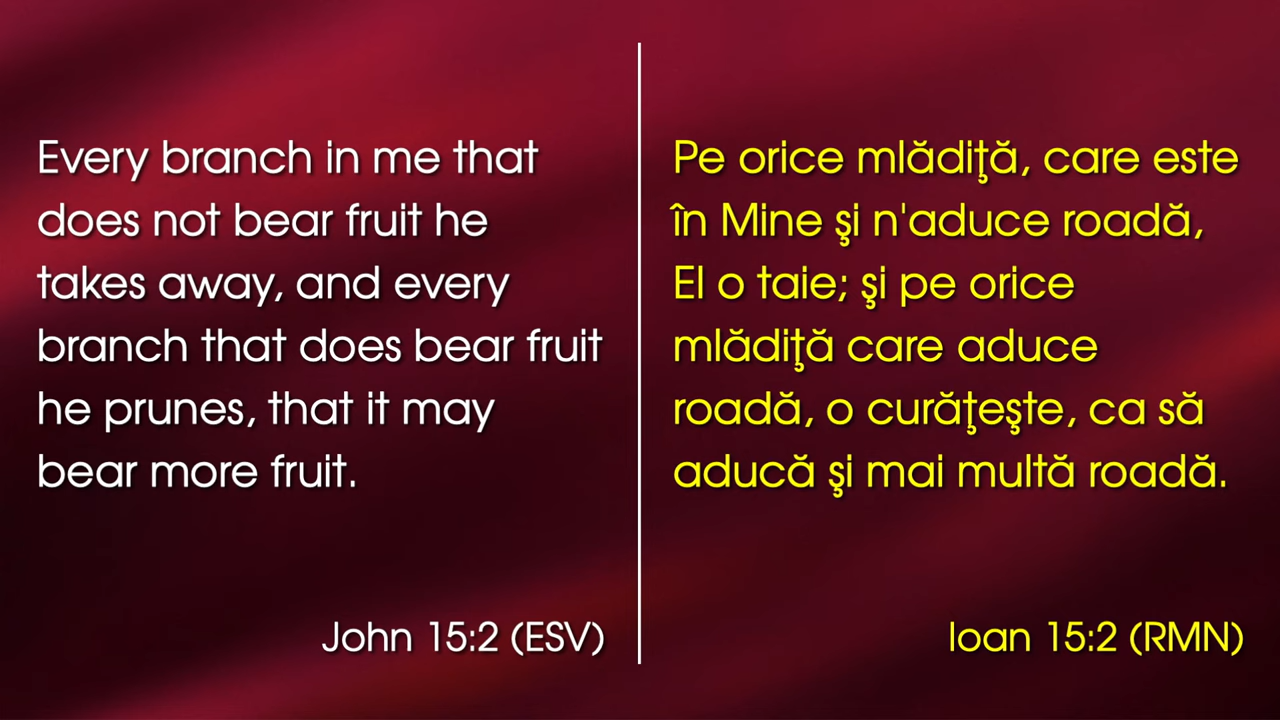 Every branch in me that
does not bear fruit he
takes away, and every
branch that does bear fruit
he prunes, that it may
bear more fruit.
John 15:2 (ESV)
Pe orice mlădiţă, care este
în Mine şi n'aduce roadă,
El o taie; şi pe orice
mlădiţă care aduce
roadă, o curăţeşte, ca să
aducă şi mai multă roadă.
Ioan 15:2 (RMN)